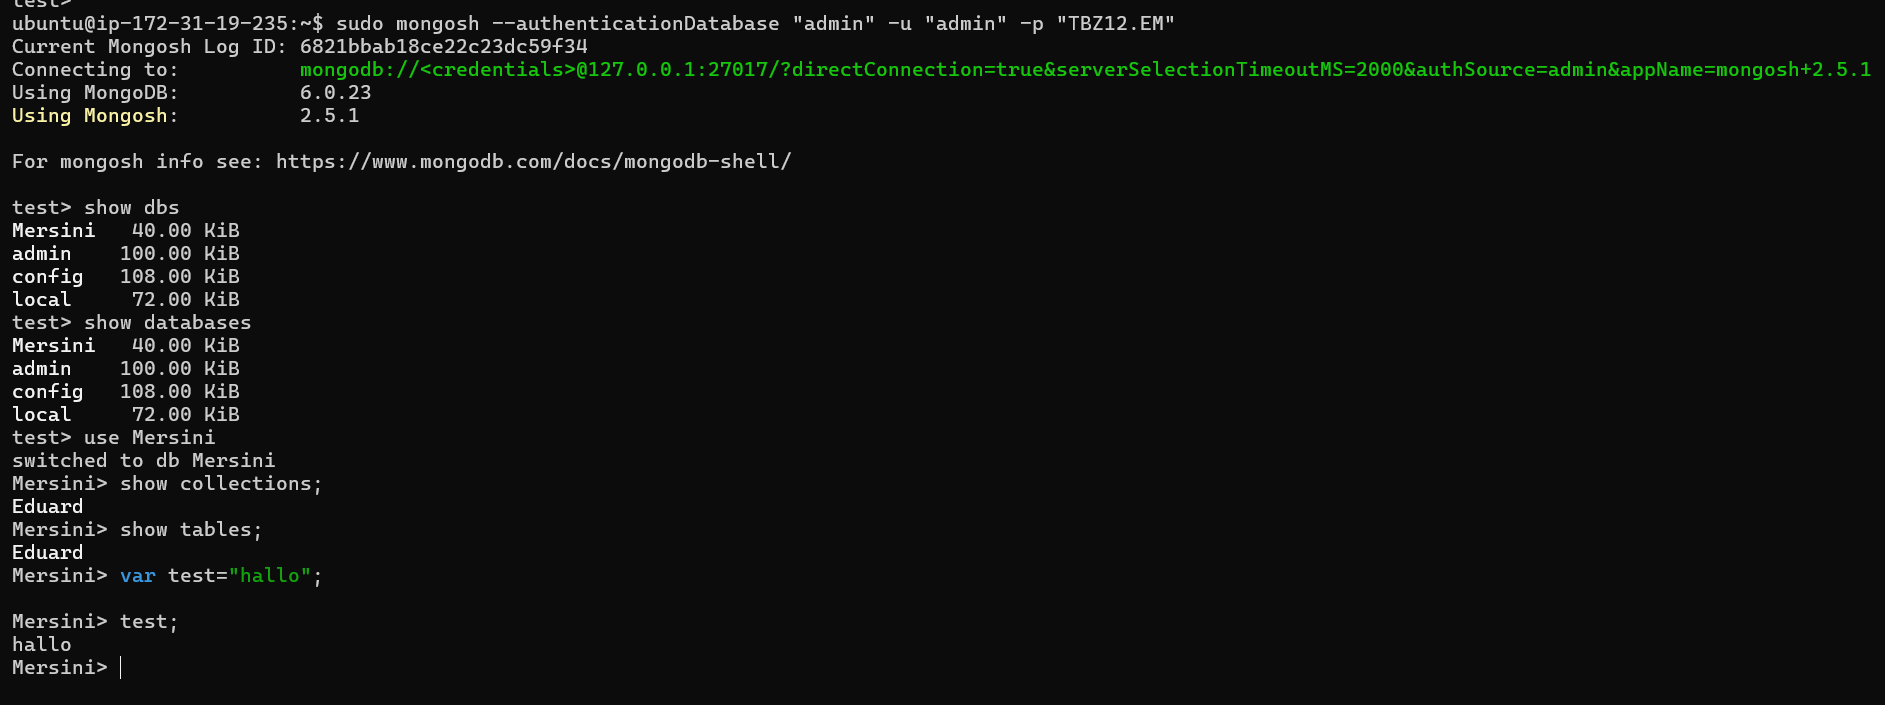 test>
ubuntu@ip-172-31-19-235:~$ sudo mongosh --authenticationDatabase "admin" -u "admin" -p "TBZ12.EM"
Current Mongosh Log ID: 6821bbab18ce22c23dc59f34
Connecting to:          mongodb://<credentials>@127.0.0.1:27017/?directConnection=true&serverSelectionTimeoutMS=2000&authSource=admin&appName=mongosh+2.5.1
Using MongoDB:          6.0.23
Using Mongosh:          2.5.1
For mongosh info see: https://www.mongodb.com/docs/mongodb-shell/
test> show dbs
Mersini   40.00 KiB
admin    100.00 KiB
config   108.00 KiB
local     72.00 KiB
test> show databases
Mersini   40.00 KiB
admin    100.00 KiB
config   108.00 KiB
local     72.00 KiB
test> use Mersini
switched to db Mersini
Mersini> show collections;
Eduard
Mersini> show tables;
Eduard
Mersini> var test="hallo";
Mersini> test;
hallo
Mersini>